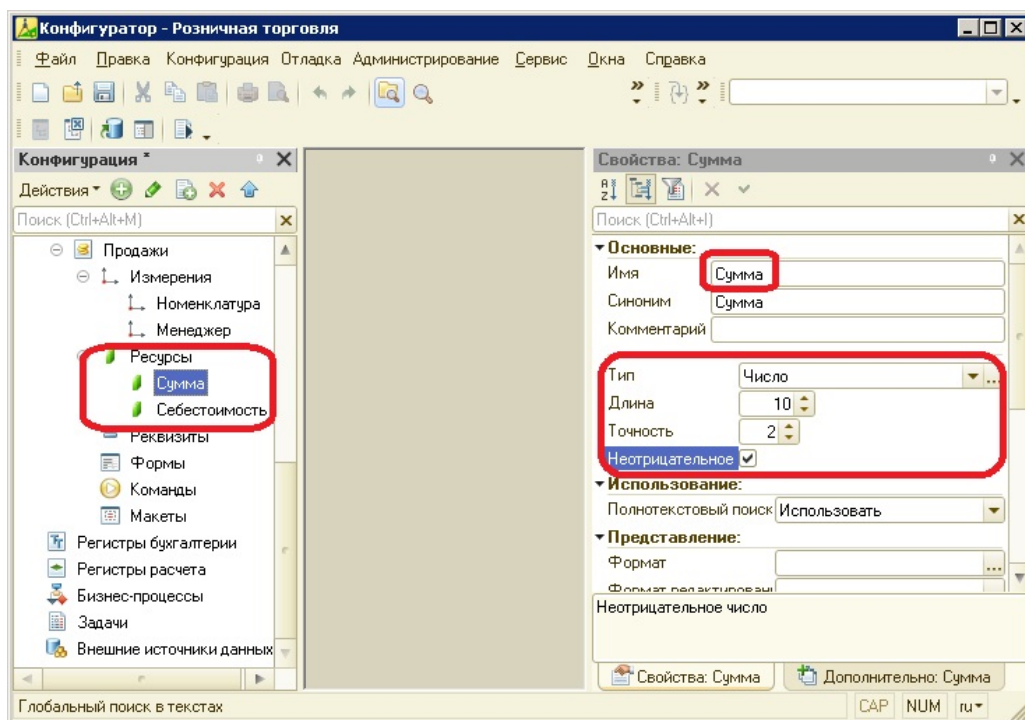 Конфигуратор - Розничная торговля
Файл Правка Конфигурация Отладка Администрирование Сервис Окна Справка
Конфигурация *
Действия
Поиск (Ctrl+Alt+M)
Продажи
Измерения
Номенклатура
Менеджер
Ресурсы
Сумма
Себестоимость
Реквизиты
Формы
Команды
Макеты
Регистры бухгалтерии
Регистры расчета
Бизнес-процессы
Задачи
Внешние источники данных
Свойства: Сумма
Поиск (Ctrl+Alt+I)
Основные:
Имя Сумма
Синоним Сумма
Комментарий
Тип Число ...
Длина 10
Точность 2
Неотрицательное
Использование:
Полнотекстовый поиск Использовать
Представление:
Формат ...
Формат редактировани
Неотрицательное число
Свойства: Сумма Дополнительно: Сумма
Глобальный поиск в текстах CAP NUM ru